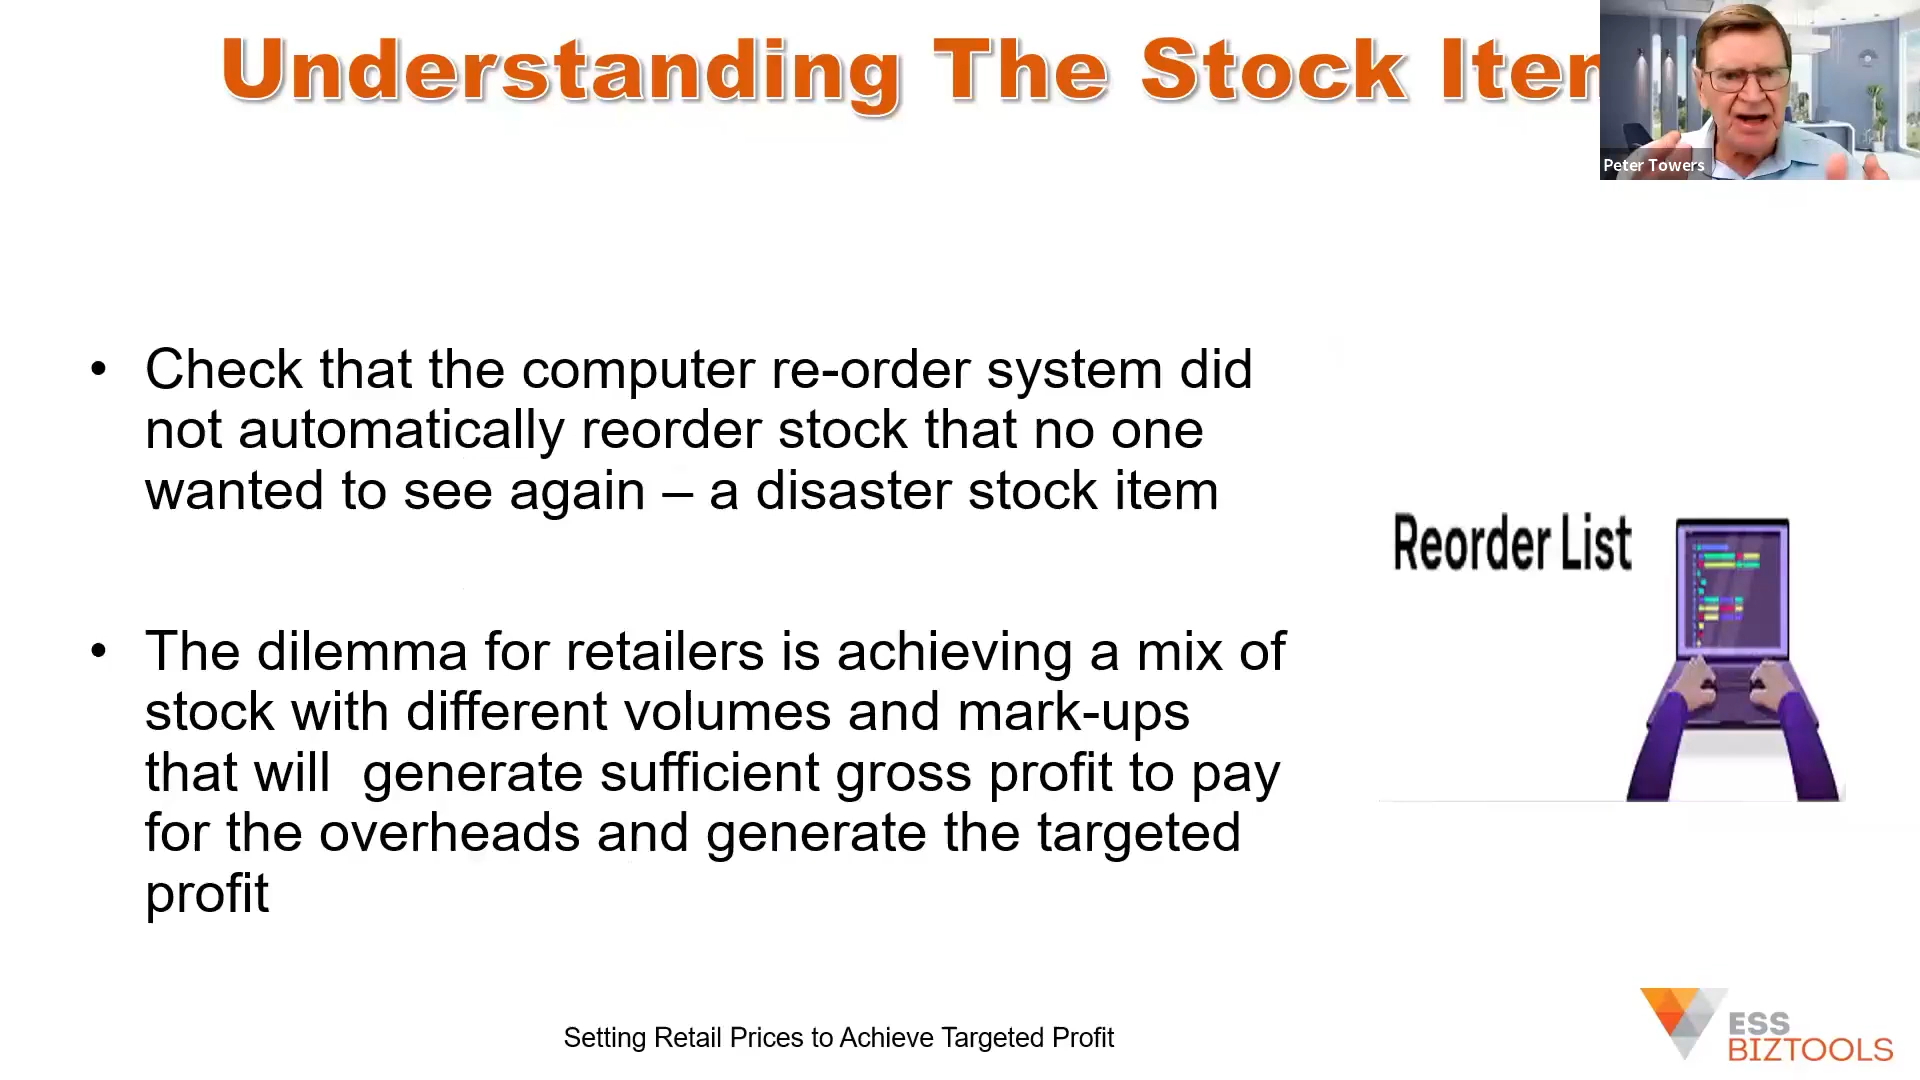 Understanding The Stock
Peter Towers
• Check that the computer re-order system did
not automatically reorder stock that no one
wanted to see again – a disaster stock item
Reorder List
• The dilemma for retailers is achieving a mix of
stock with different volumes and mark-ups
that will  generate sufficient gross profit to pay
for the overheads and generate the targeted
profit
Setting Retail Prices to Achieve Targeted Profit
ESS
BIZTOOLS